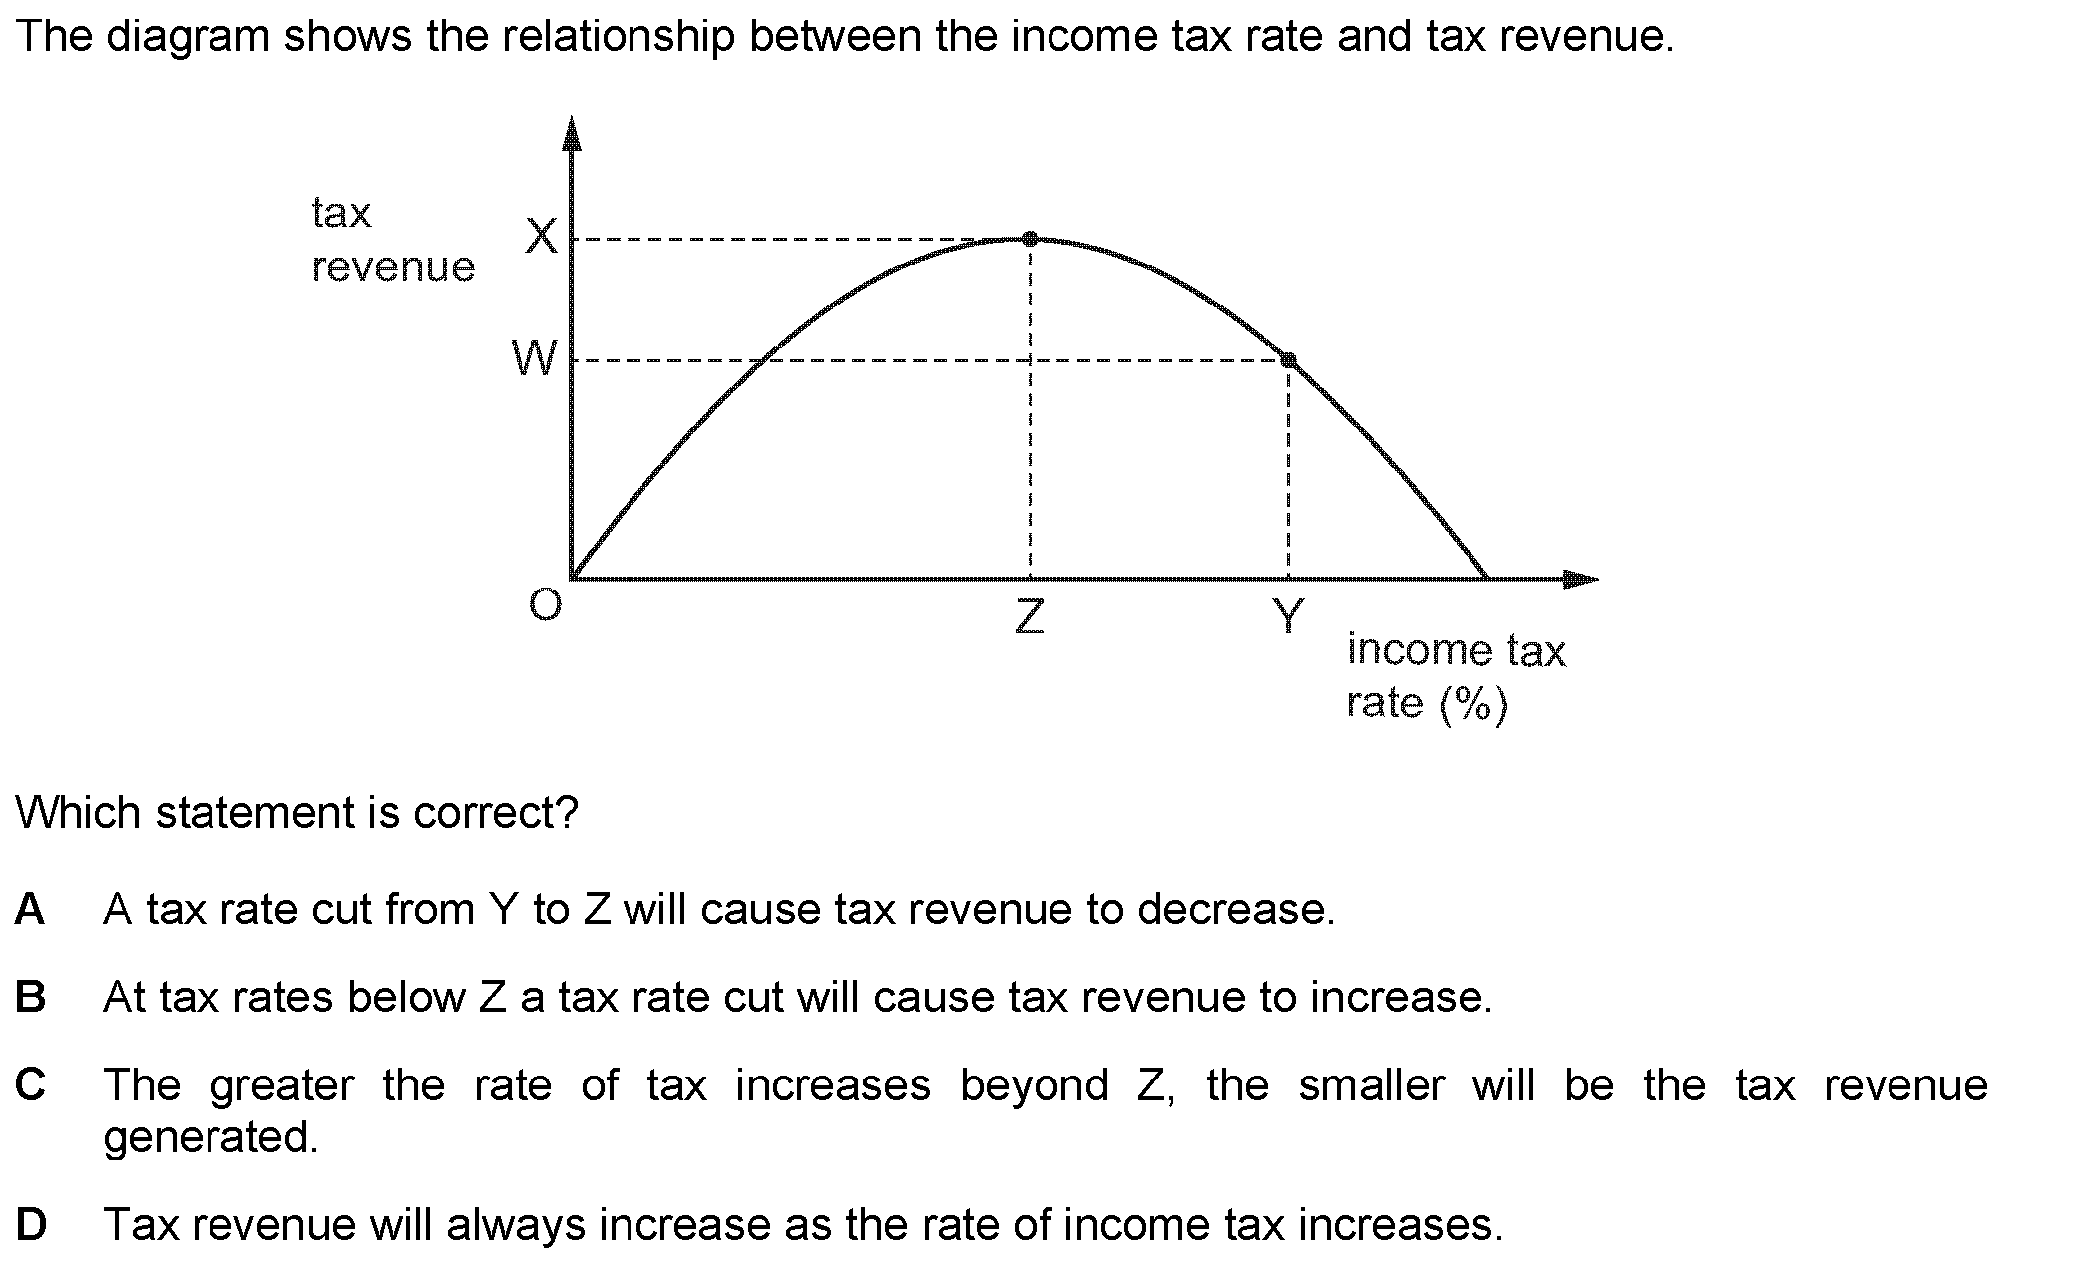 The diagram shows the relationship between the income tax rate and tax revenue.
tax
revenue
X
W
O
Z
Y
income tax
rate (%)
Which statement is correct?
A A tax rate cut from Y to Z will cause tax revenue to decrease.
B At tax rates below Z a tax rate cut will cause tax revenue to increase.
C The greater the rate of tax increases beyond Z, the smaller will be the tax revenue
generated.
D Tax revenue will always increase as the rate of income tax increases.